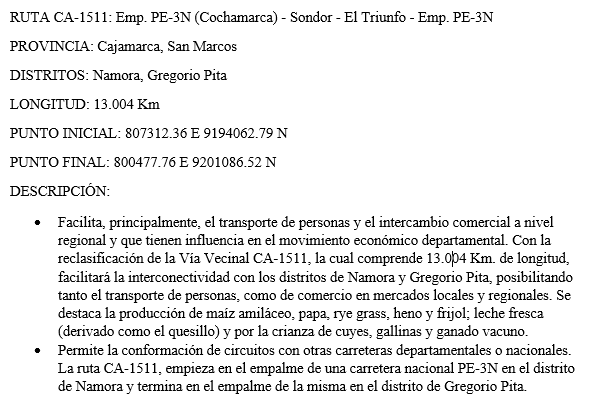 RUTA CA-1511: Emp. PE-3N (Cochamarca) - Sondor - El Triunfo - Emp. PE-3N
PROVINCIA: Cajamarca, San Marcos
DISTRITOS: Namora, Gregorio Pita
LONGITUD: 13.004 Km
PUNTO INICIAL: 807312.36 E 9194062.79 N
PUNTO FINAL: 800477.76 E 9201086.52 N
DESCRIPCIÓN:
• Facilita, principalmente, el transporte de personas y el intercambio comercial a nivel
regional y que tienen influencia en el movimiento económico departamental. Con la
reclasificación de la Vía Vecinal CA-1511, la cual comprende 13.004 Km. de longitud,
facilitará la interconectividad con los distritos de Namora y Gregorio Pita, posibilitando
tanto el transporte de personas, como de comercio en mercados locales y regionales. Se
destaca la producción de maíz amiláceo, papa, rye grass, heno y frijol; leche fresca
(derivado como el quesillo) y por la crianza de cuyes, gallinas y ganado vacuno.
• Permite la conformación de circuitos con otras carreteras departamentales o nacionales.
La ruta CA-1511, empieza en el empalme de una carretera nacional PE-3N en el distrito
de Namora y termina en el empalme de la misma en el distrito de Gregorio Pita.